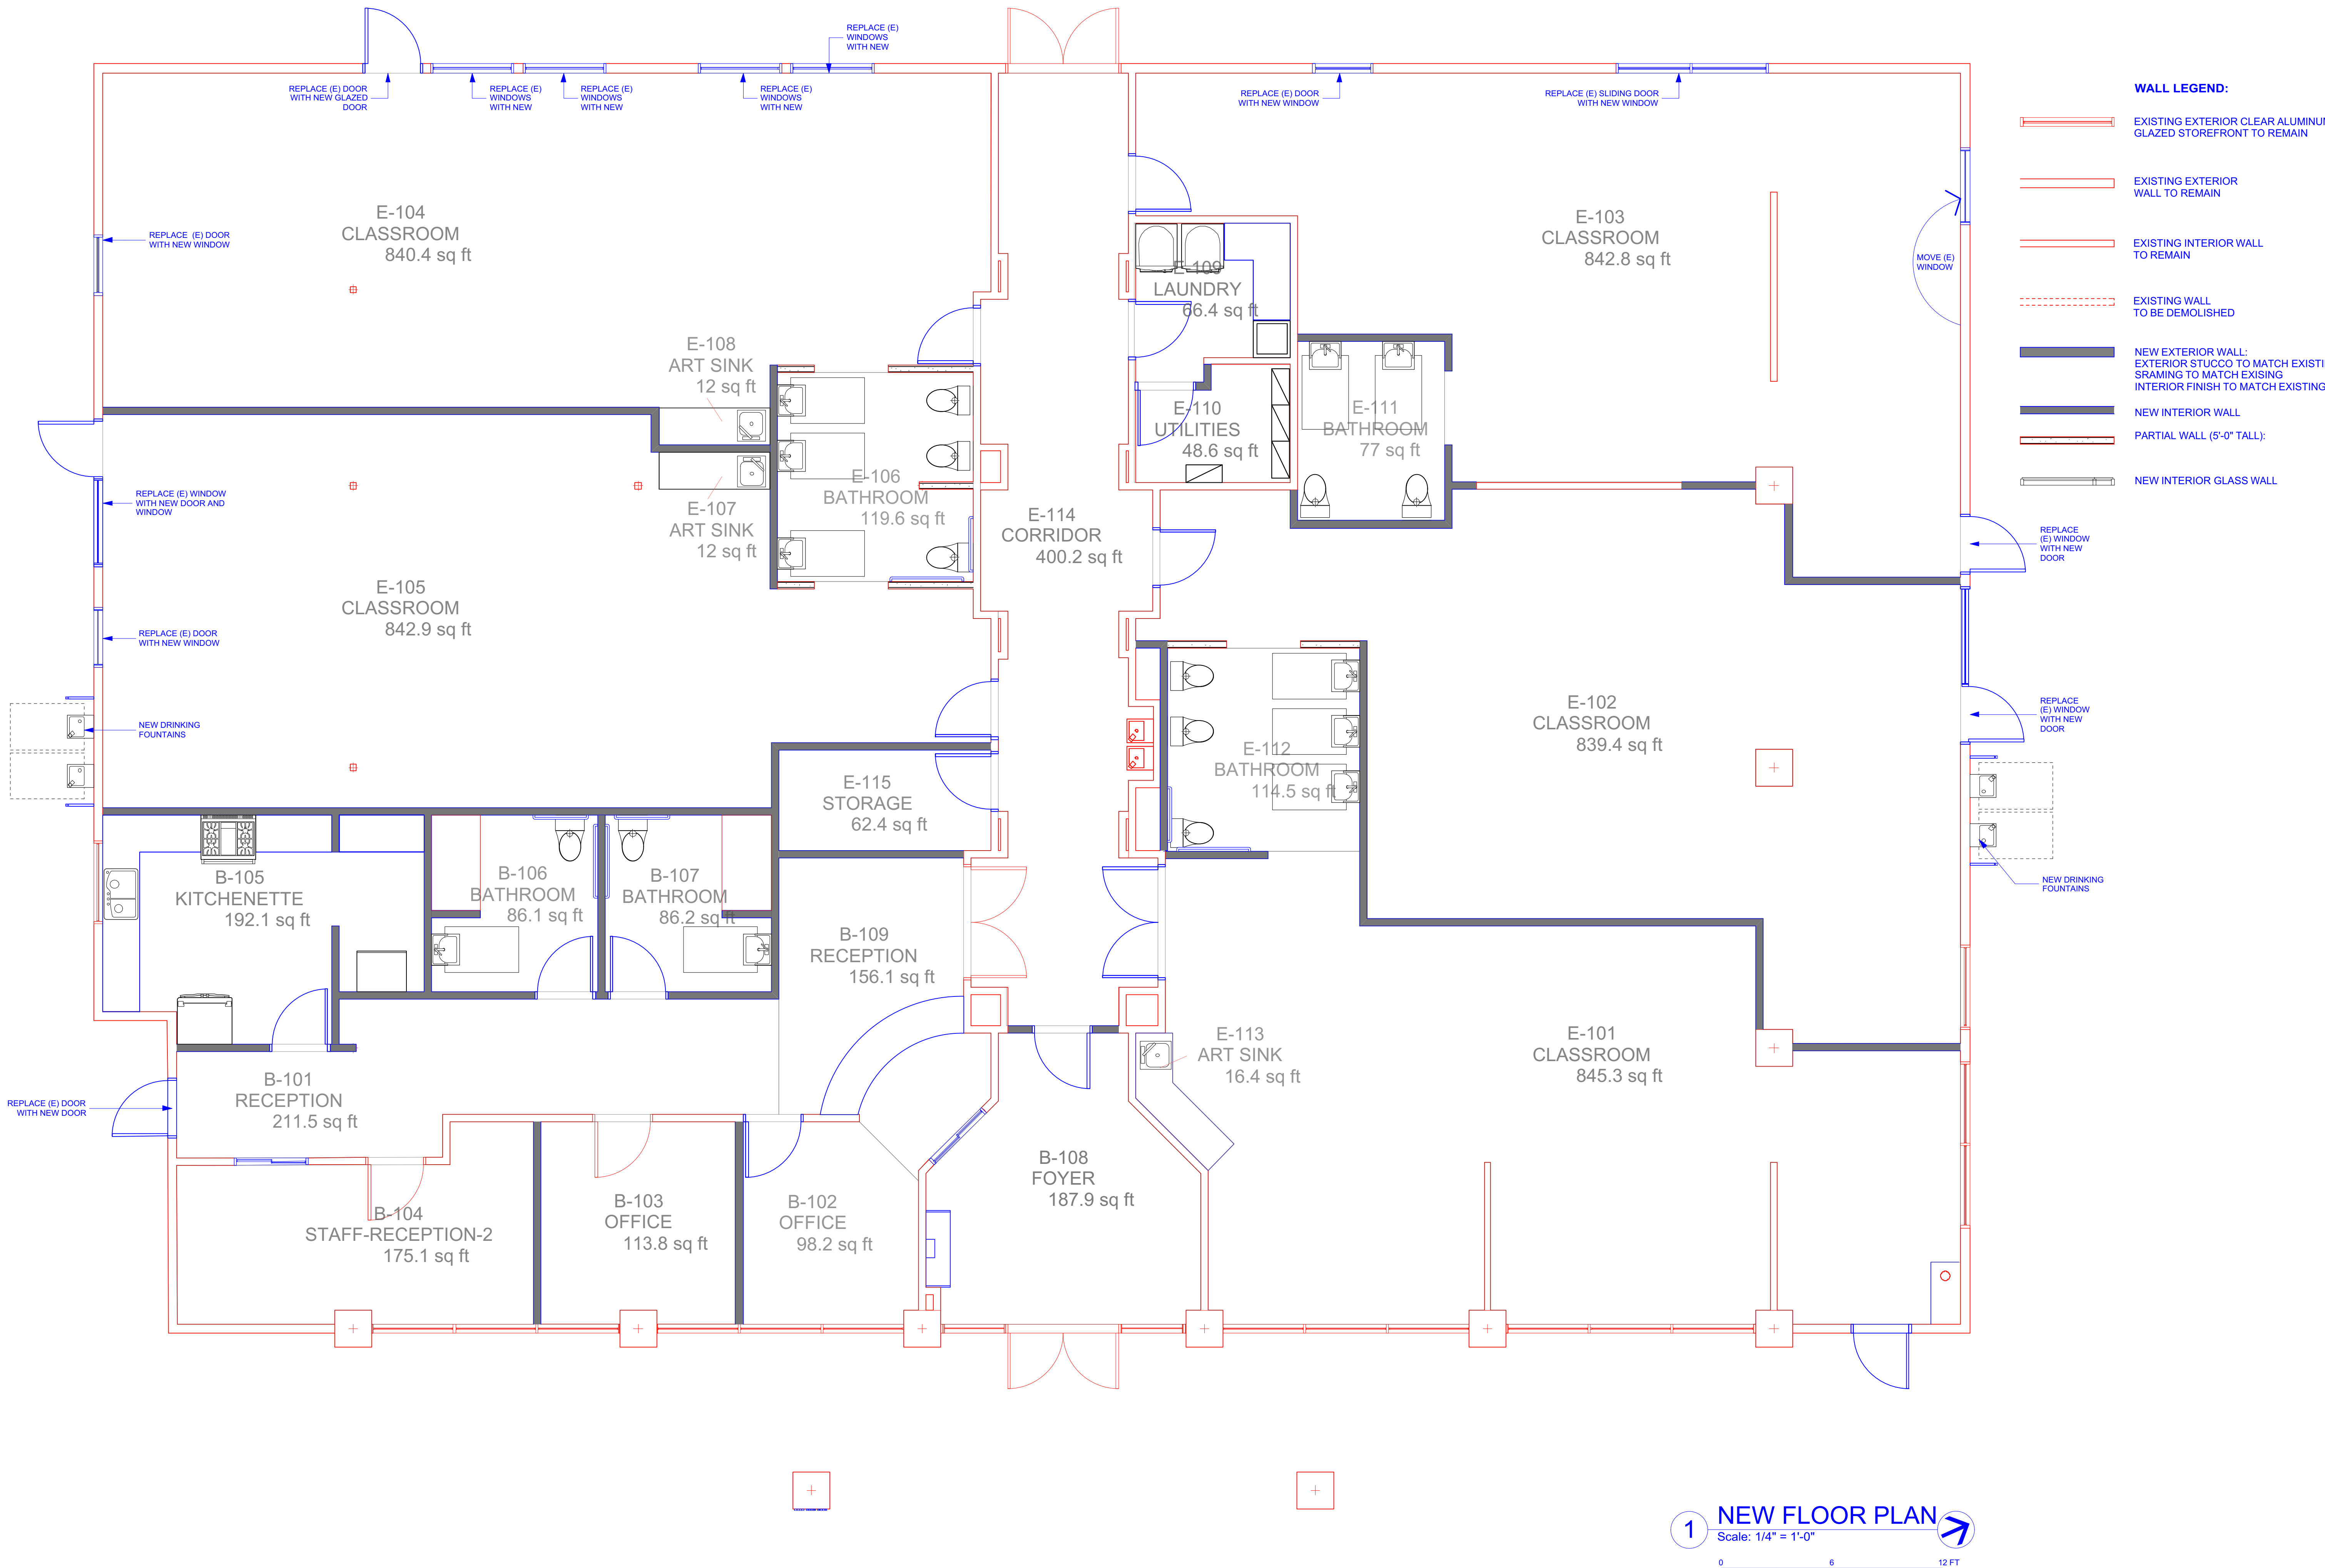 REPLACE (E)
WINDOWS
WITH NEW
REPLACE (E) DOOR
WITH NEW GLAZED
DOOR
REPLACE (E)
WINDOWS
WITH NEW
REPLACE (E)
WINDOWS
WITH NEW
REPLACE (E)
WINDOWS
WITH NEW
REPLACE (E) DOOR
WITH NEW WINDOW
REPLACE (E) SLIDING DOOR
WITH NEW WINDOW
WALL LEGEND:
EXISTING EXTERIOR CLEAR ALUMINU
GLAZED STOREFRONT TO REMAIN
EXISTING EXTERIOR
WALL TO REMAIN
EXISTING INTERIOR WALL
TO REMAIN
EXISTING WALL
TO BE DEMOLISHED
NEW EXTERIOR WALL:
EXTERIOR STUCCO TO MATCH EXISTI
SRAMING TO MATCH EXISING
INTERIOR FINISH TO MATCH EXISTING
NEW INTERIOR WALL
PARTIAL WALL (5'-0" TALL):
NEW INTERIOR GLASS WALL
E-104
CLASSROOM
840.4 sq ft
REPLACE (E) DOOR
WITH NEW WINDOW
E-103
CLASSROOM
842.8 sq ft
MOVE (E)
WINDOW
E-109
LAUNDRY
66.4 sq ft
E-108
ART SINK
12 sq ft
E-110
UTILITIES
48.6 sq ft
E-111
BATHROOM
77 sq ft
E-106
BATHROOM
119.6 sq ft
E-107
ART SINK
12 sq ft
E-114
CORRIDOR
400.2 sq ft
REPLACE (E) WINDOW
WITH NEW DOOR AND
WINDOW
REPLACE
(E) WINDOW
WITH NEW
DOOR
E-105
CLASSROOM
842.9 sq ft
REPLACE (E) DOOR
WITH NEW WINDOW
NEW DRINKING
FOUNTAINS
E-102
CLASSROOM
839.4 sq ft
REPLACE
(E) WINDOW
WITH NEW
DOOR
E-112
BATHROOM
114.5 sq ft
E-115
STORAGE
62.4 sq ft
NEW DRINKING
FOUNTAINS
B-105
KITCHENETTE
192.1 sq ft
B-106
BATHROOM
86.1 sq ft
B-107
BATHROOM
86.2 sq ft
B-109
RECEPTION
156.1 sq ft
E-113
ART SINK
16.4 sq ft
E-101
CLASSROOM
845.3 sq ft
B-101
RECEPTION
211.5 sq ft
REPLACE (E) DOOR
WITH NEW DOOR
B-108
FOYER
187.9 sq ft
B-104
STAFF-RECEPTION-2
175.1 sq ft
B-103
OFFICE
113.8 sq ft
B-102
OFFICE
98.2 sq ft
1
NEW FLOOR PLAN
Scale: 1/4" = 1'-0"
0 6 12 FT